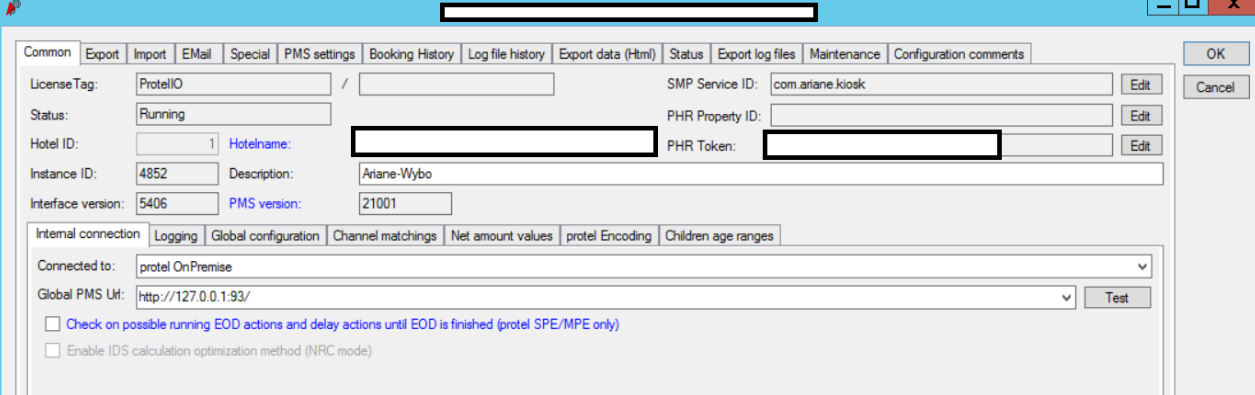 Common Export Import EMail Special PMS settings Booking History Log file history Export data (Html) Status Export log files Maintenance Configuration comments OK
LicenseTag: ProtelIO / SMP Service ID: com.ariane.kiosk Edit Cancel
Status: Running PHR Property ID: Edit
Hotel ID: 1 Hotelname: PHR Token: Edit
Instance ID: 4852 Description: Ariane-Wybo
Interface version: 5406 PMS version: 21001
Internal connection Logging Global configuration Channel matchings Net amount values protel Encoding Children age ranges
Connected to: protel OnPremise
Global PMS Url: http://127.0.0.1:93/ Test
Check on possible running EOD actions and delay actions until EOD is finished (protel SPE/MPE only)
Enable IDS calculation optimization method (NRC mode)